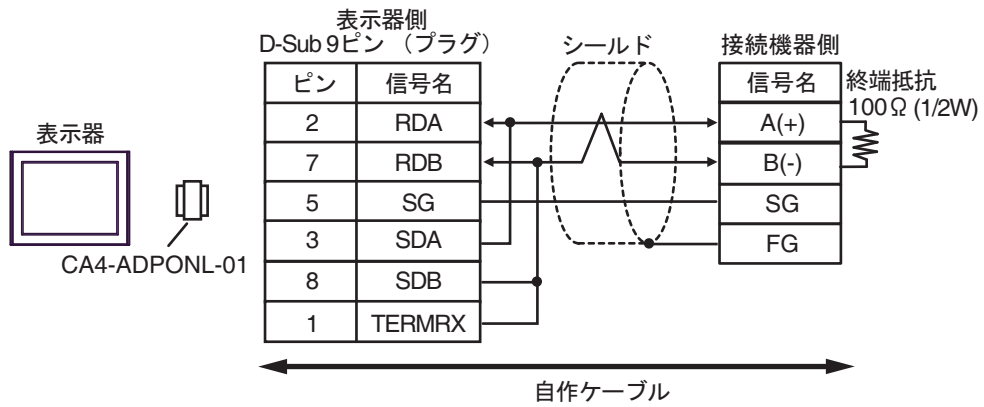 表示器側
D-Sub 9ピン （プラグ）
シールド
接続機器側
ピン 信号名
信号名
終端抵抗
100Ω (1/2W)
2 RDA
A(+)
表示器
7 RDB
B(-)
5 SG
SG
3 SDA
FG
CA4-ADPONL-01
8 SDB
1 TERMRX
自作ケーブル